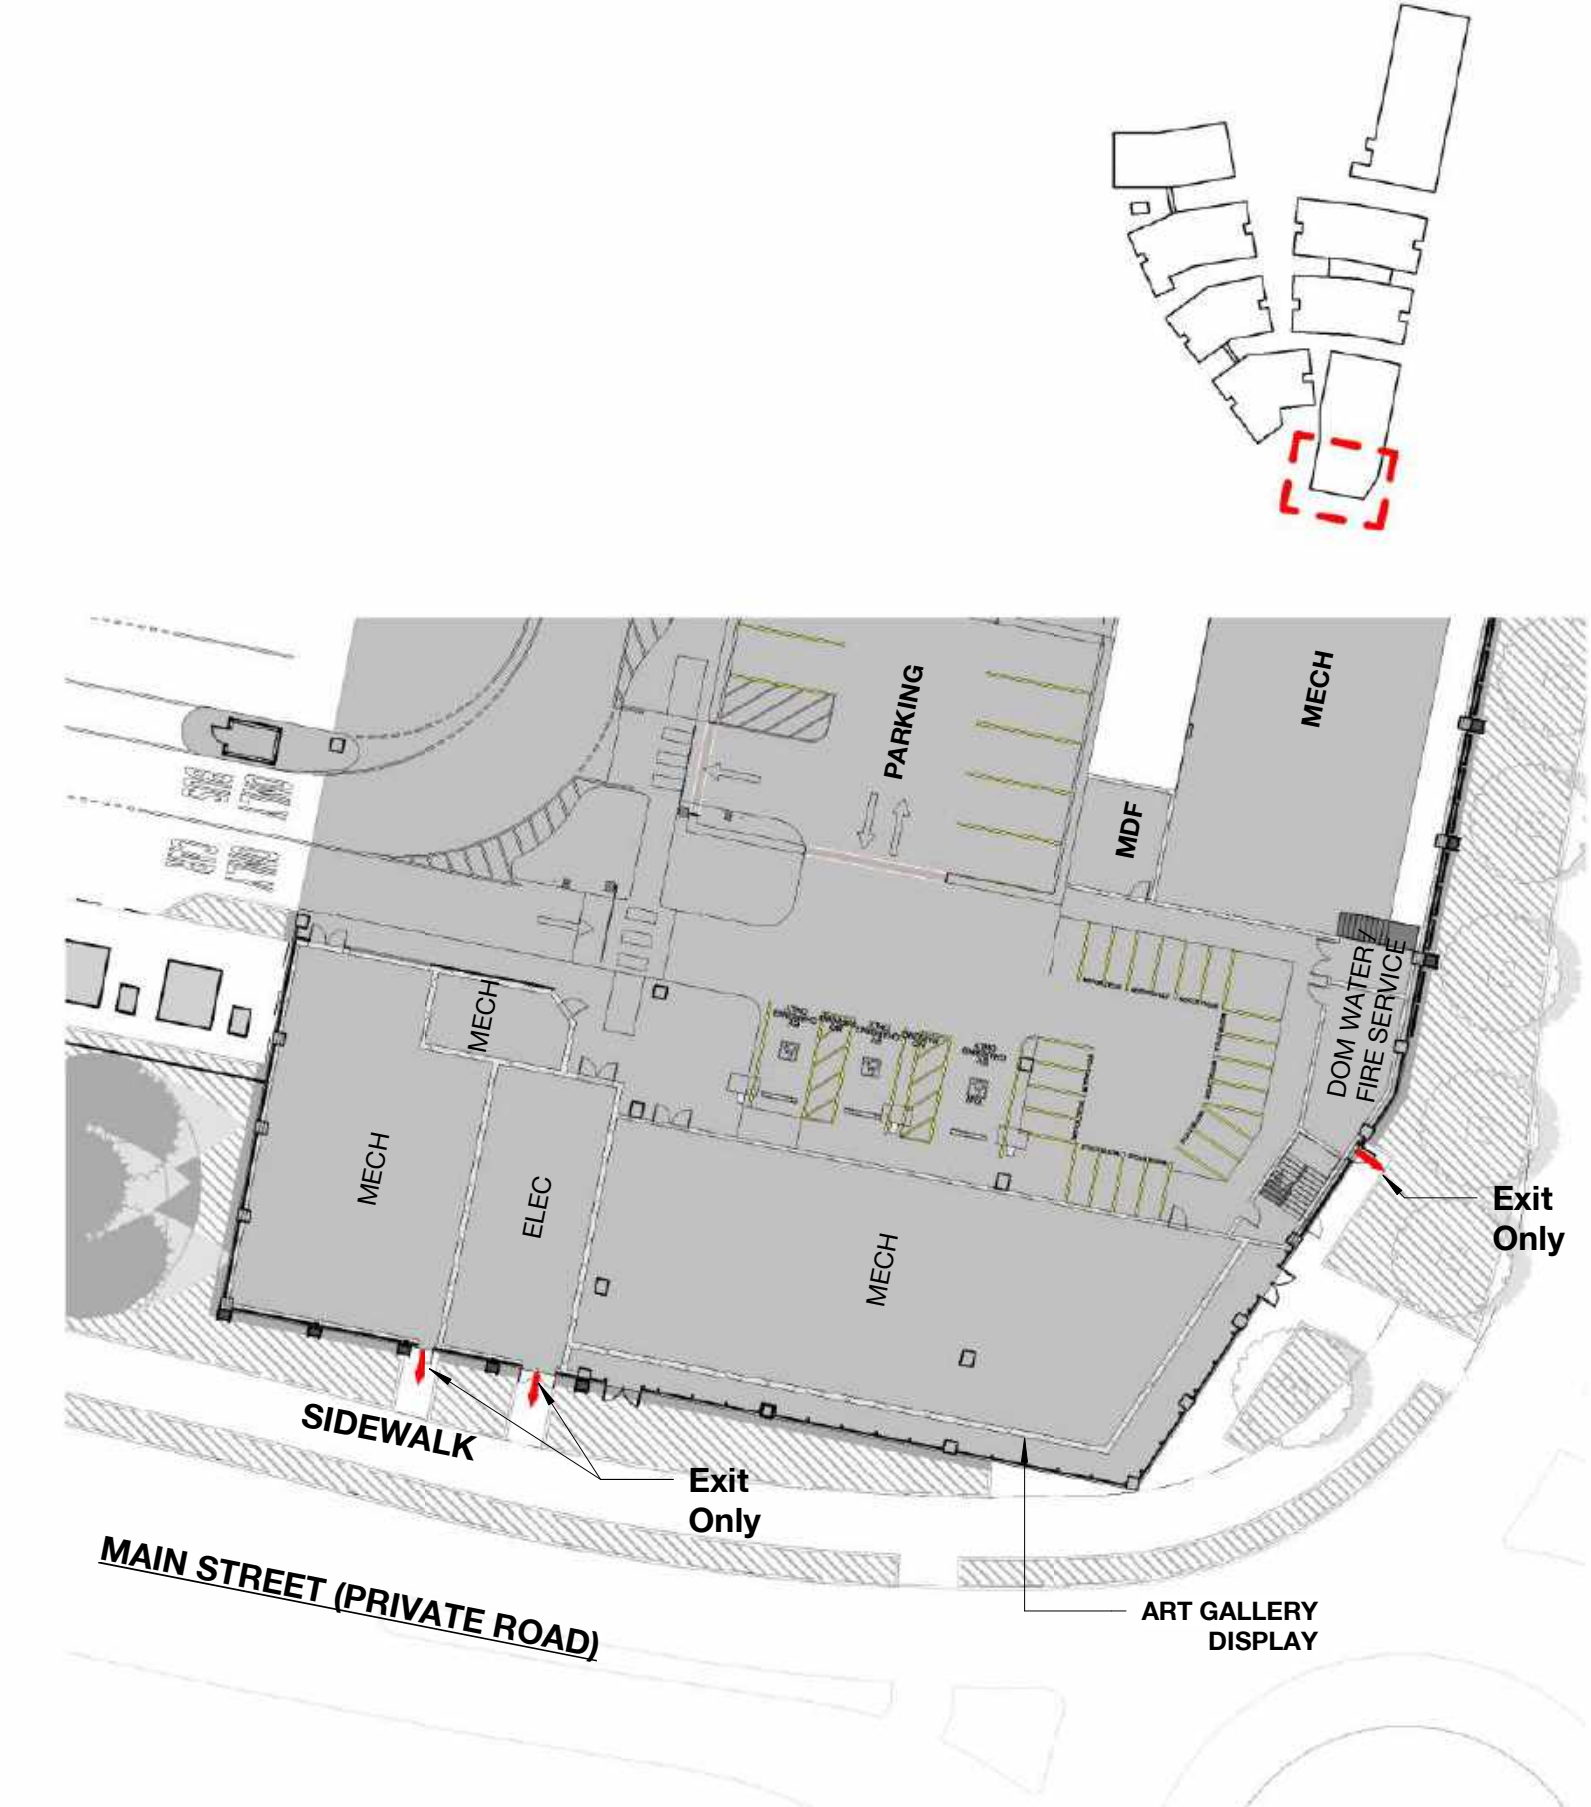 MECH
PARKING
MDF
DOM WATER /
FIRE SERVICE
MECH
MECH
ELEC
MECH
Exit
Only
SIDEWALK
Exit
Only
MAIN STREET (PRIVATE ROAD)
ART GALLERY
DISPLAY